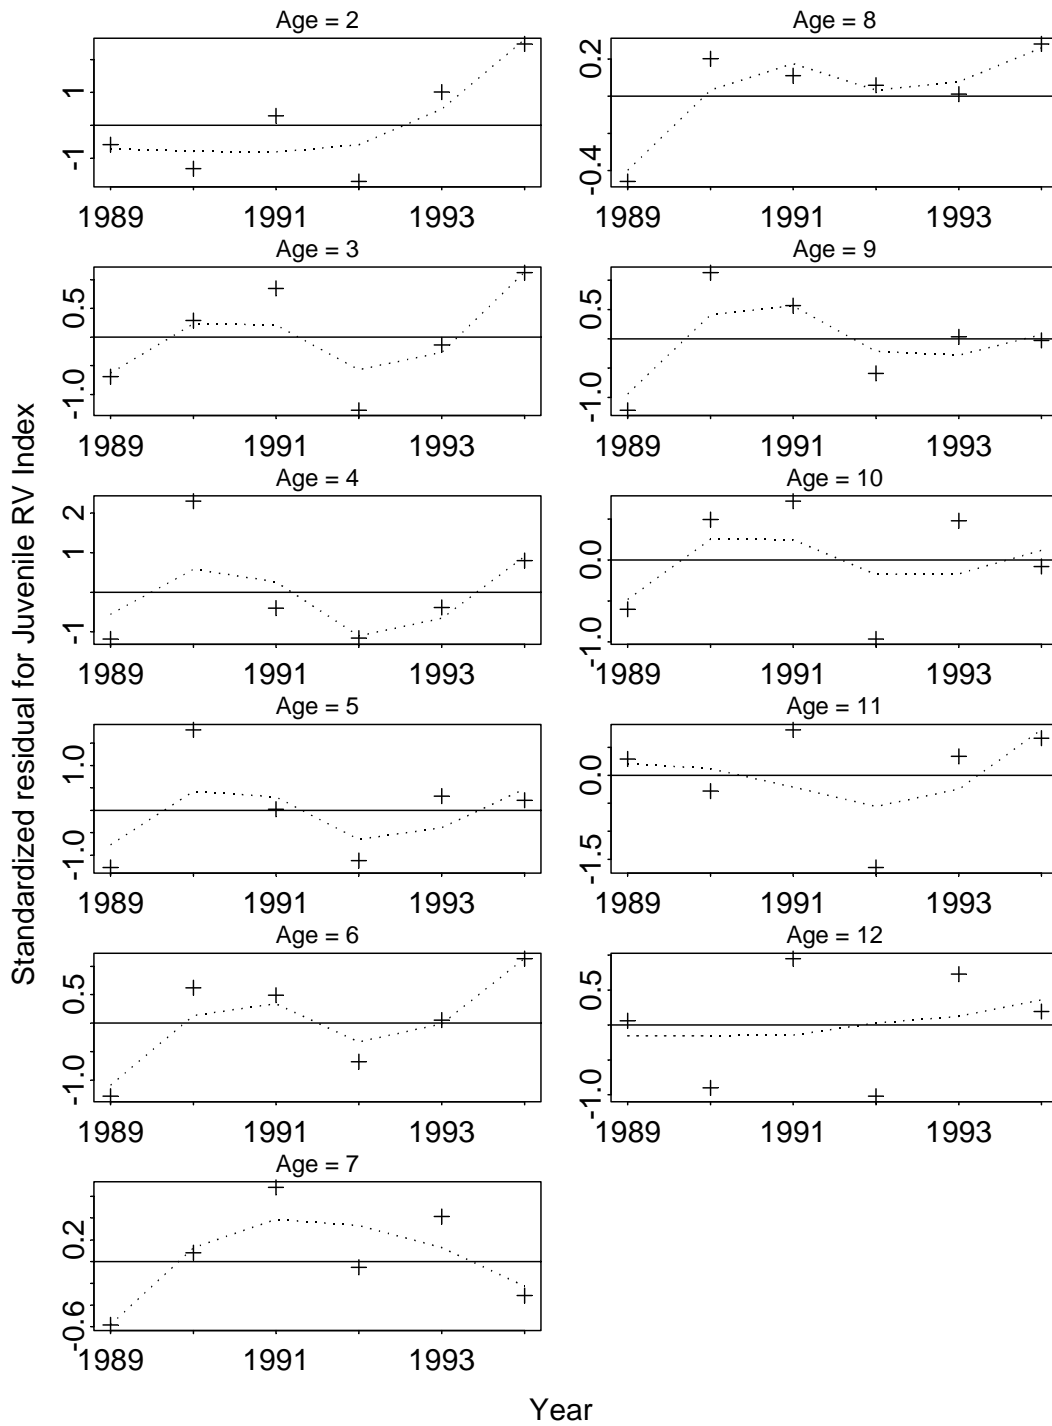 Standardized residual for Juvenile RV Index
Age = 2
1
-1
1989 1991 1993
Age = 3
0.5
-1.0
1989 1991 1993
Age = 4
2
1
-1
1989 1991 1993
Age = 5
1.0
-1.0
1989 1991 1993
Age = 6
0.5
-1.0
1989 1991 1993
Age = 7
0.2
-0.6
1989 1991 1993
Age = 8
0.2
-0.4
1989 1991 1993
Age = 9
0.5
-1.0
1989 1991 1993
Age = 10
0.0
-1.0
1989 1991 1993
Age = 11
0.0
-1.5
1989 1991 1993
Age = 12
0.5
-1.0
1989 1991 1993
Year